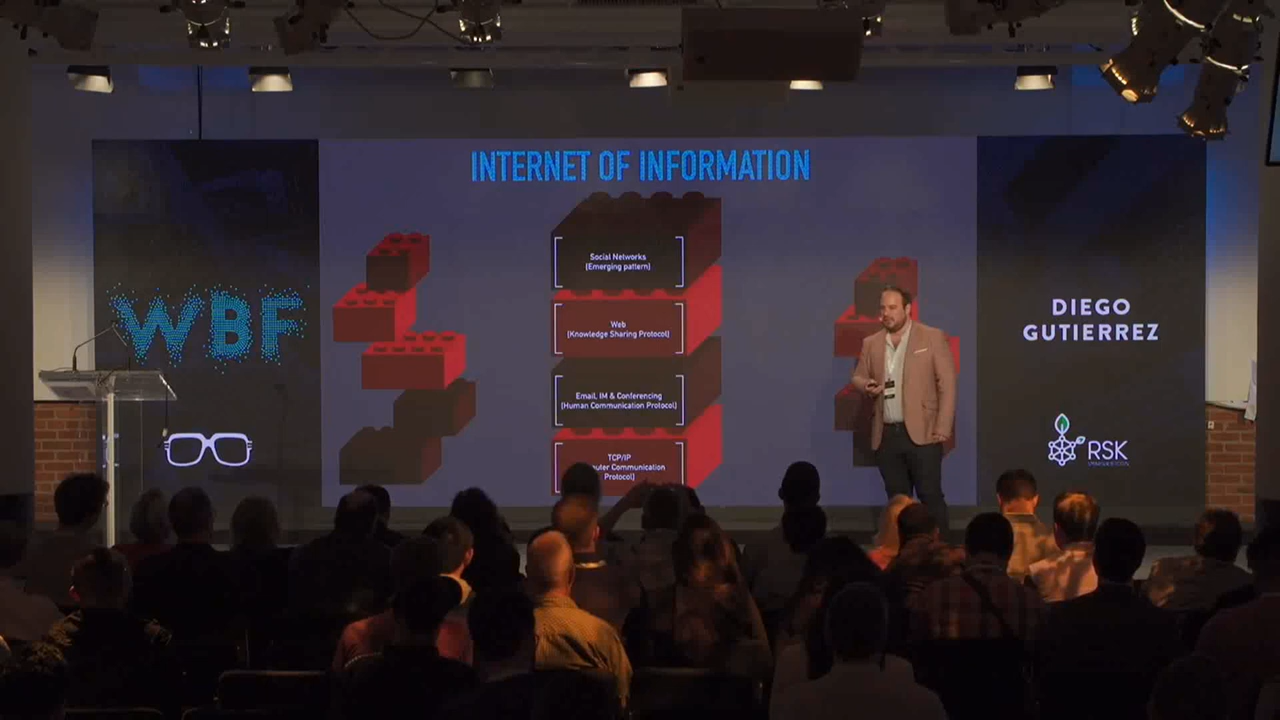 INTERNET OF INFORMATION
Social Networks
(Emerging pattern)
Web
(Knowledge Sharing Protocol)
Email, IM & Conferencing
(Human Communication Protocol)
TCP/IP
Communication
Protocol)
WBF
DIEGO
GUTIERREZ
RSK